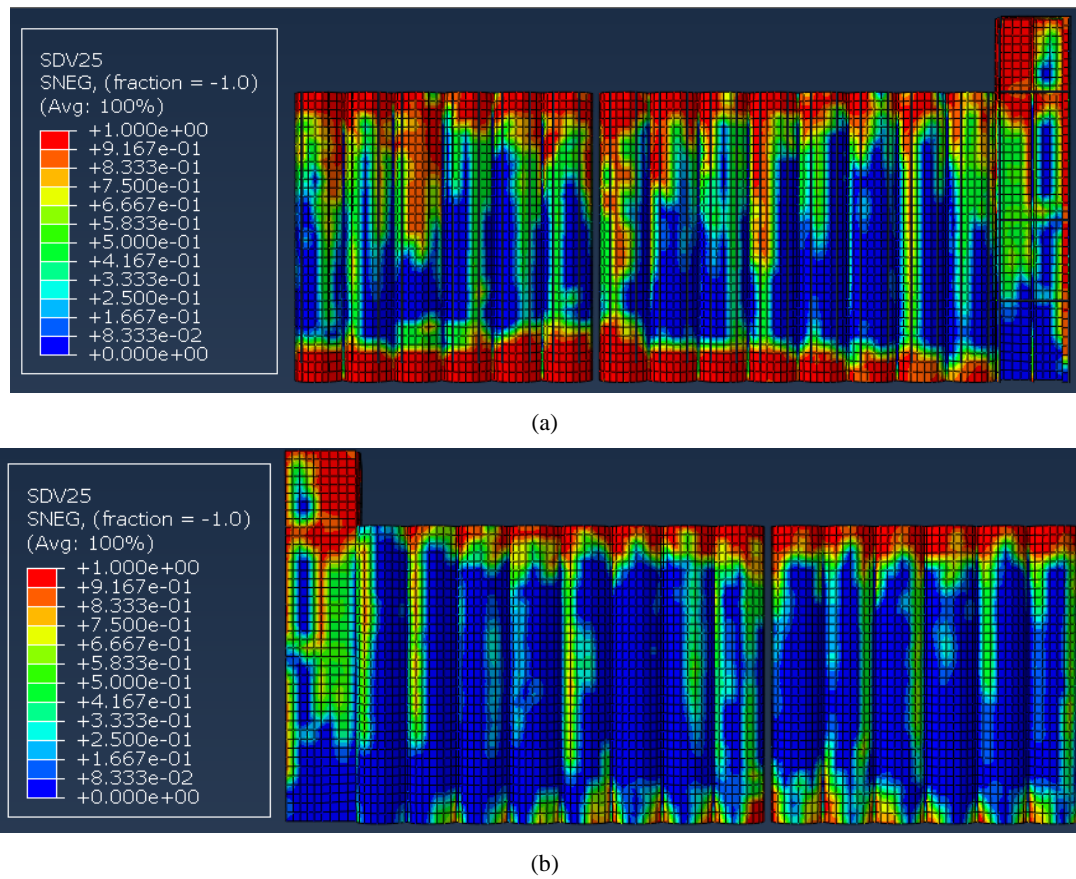 SDV25
SNEG, (fraction = -1.0)
(Avg: 100%)
+1.000e+00
+9.167e-01
+8.333e-01
+7.500e-01
+6.667e-01
+5.833e-01
+5.000e-01
+4.167e-01
+3.333e-01
+2.500e-01
+1.667e-01
+8.333e-02
+0.000e+00
(a)
SDV25
SNEG, (fraction = -1.0)
(Avg: 100%)
+1.000e+00
+9.167e-01
+8.333e-01
+7.500e-01
+6.667e-01
+5.833e-01
+5.000e-01
+4.167e-01
+3.333e-01
+2.500e-01
+1.667e-01
+8.333e-02
+0.000e+00
(b)